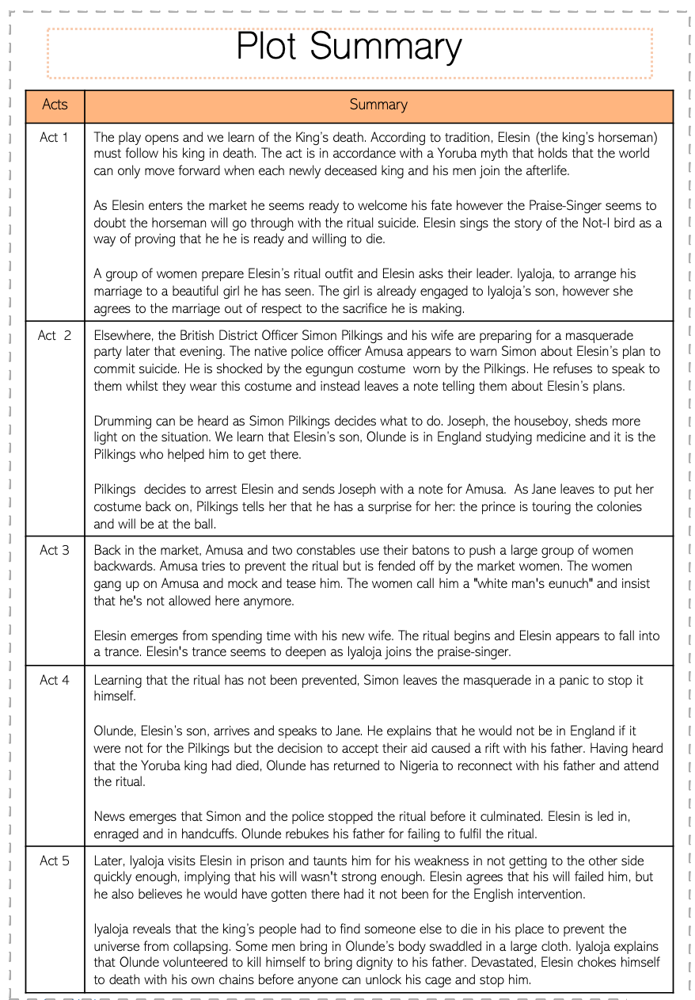 Plot Summary
Acts
Summary
Act 1
The play opens and we learn of the King's death. According to tradition, Elesin (the king's horseman)
must follow his king in death. The act is in accordance with a Yoruba myth that holds that the world
can only move forward when each newly deceased king and his men join the afterlife.
As Elesin enters the market he seems ready to welcome his fate however the Praise-Singer seems to
doubt the horseman will go through with the ritual suicide. Elesin sings the story of the Not-I bird as a
way of proving that he he is ready and willing to die.
A group of women prepare Elesin's ritual outfit and Elesin asks their leader. Iyaloja, to arrange his
marriage to a beautiful girl he has seen. The girl is already engaged to Iyaloja's son, however she
agrees to the marriage out of respect to the sacrifice he is making.
Act 2
Elsewhere, the British District Officer Simon Pilkings and his wife are preparing for a masquerade
party later that evening. The native police officer Amusa appears to warn Simon about Elesin's plan to
commit suicide. He is shocked by the egungun costume worn by the Pilkings. He refuses to speak to
them whilst they wear this costume and instead leaves a note telling them about Elesin's plans.
Drumming can be heard as Simon Pilkings decides what to do. Joseph, the houseboy, sheds more
light on the situation. We learn that Elesin's son, Olunde is in England studying medicine and it is the
Pilkings who helped him to get there.
Pilkings decides to arrest Elesin and sends Joseph with a note for Amusa. As Jane leaves to put her
costume back on, Pilkings tells her that he has a surprise for her: the prince is touring the colonies
and will be at the ball.
Act 3
Back in the market, Amusa and two constables use their batons to push a large group of women
backwards. Amusa tries to prevent the ritual but is fended off by the market women. The women
gang up on Amusa and mock and tease him. The women call him a "white man's eunuch" and insist
that he's not allowed here anymore.
Elesin emerges from spending time with his new wife. The ritual begins and Elesin appears to fall into
a trance. Elesin's trance seems to deepen as Iyaloja joins the praise-singer.
Act 4
Learning that the ritual has not been prevented, Simon leaves the masquerade in a panic to stop it
himself.
Olunde, Elesin's son, arrives and speaks to Jane. He explains that he would not be in England if it
were not for the Pilkings but the decision to accept their aid caused a rift with his father. Having heard
that the Yoruba king had died, Olunde has returned to Nigeria to reconnect with his father and attend
the ritual.
News emerges that Simon and the police stopped the ritual before it culminated. Elesin is led in,
enraged and in handcuffs. Olunde rebukes his father for failing to fulfil the ritual.
Act 5
Later, Iyaloja visits Elesin in prison and taunts him for his weakness in not getting to the other side
quickly enough, implying that his will wasn't strong enough. Elesin agrees that his will failed him, but
he also believes he would have gotten there had it not been for the English intervention.
Iyaloja reveals that the king's people had to find someone else to die in his place to prevent the
universe from collapsing. Some men bring in Olunde's body swaddled in a large cloth. Iyaloja explains
that Olunde volunteered to kill himself to bring dignity to his father. Devastated, Elesin chokes himself
to death with his own chains before anyone can unlock his cage and stop him.